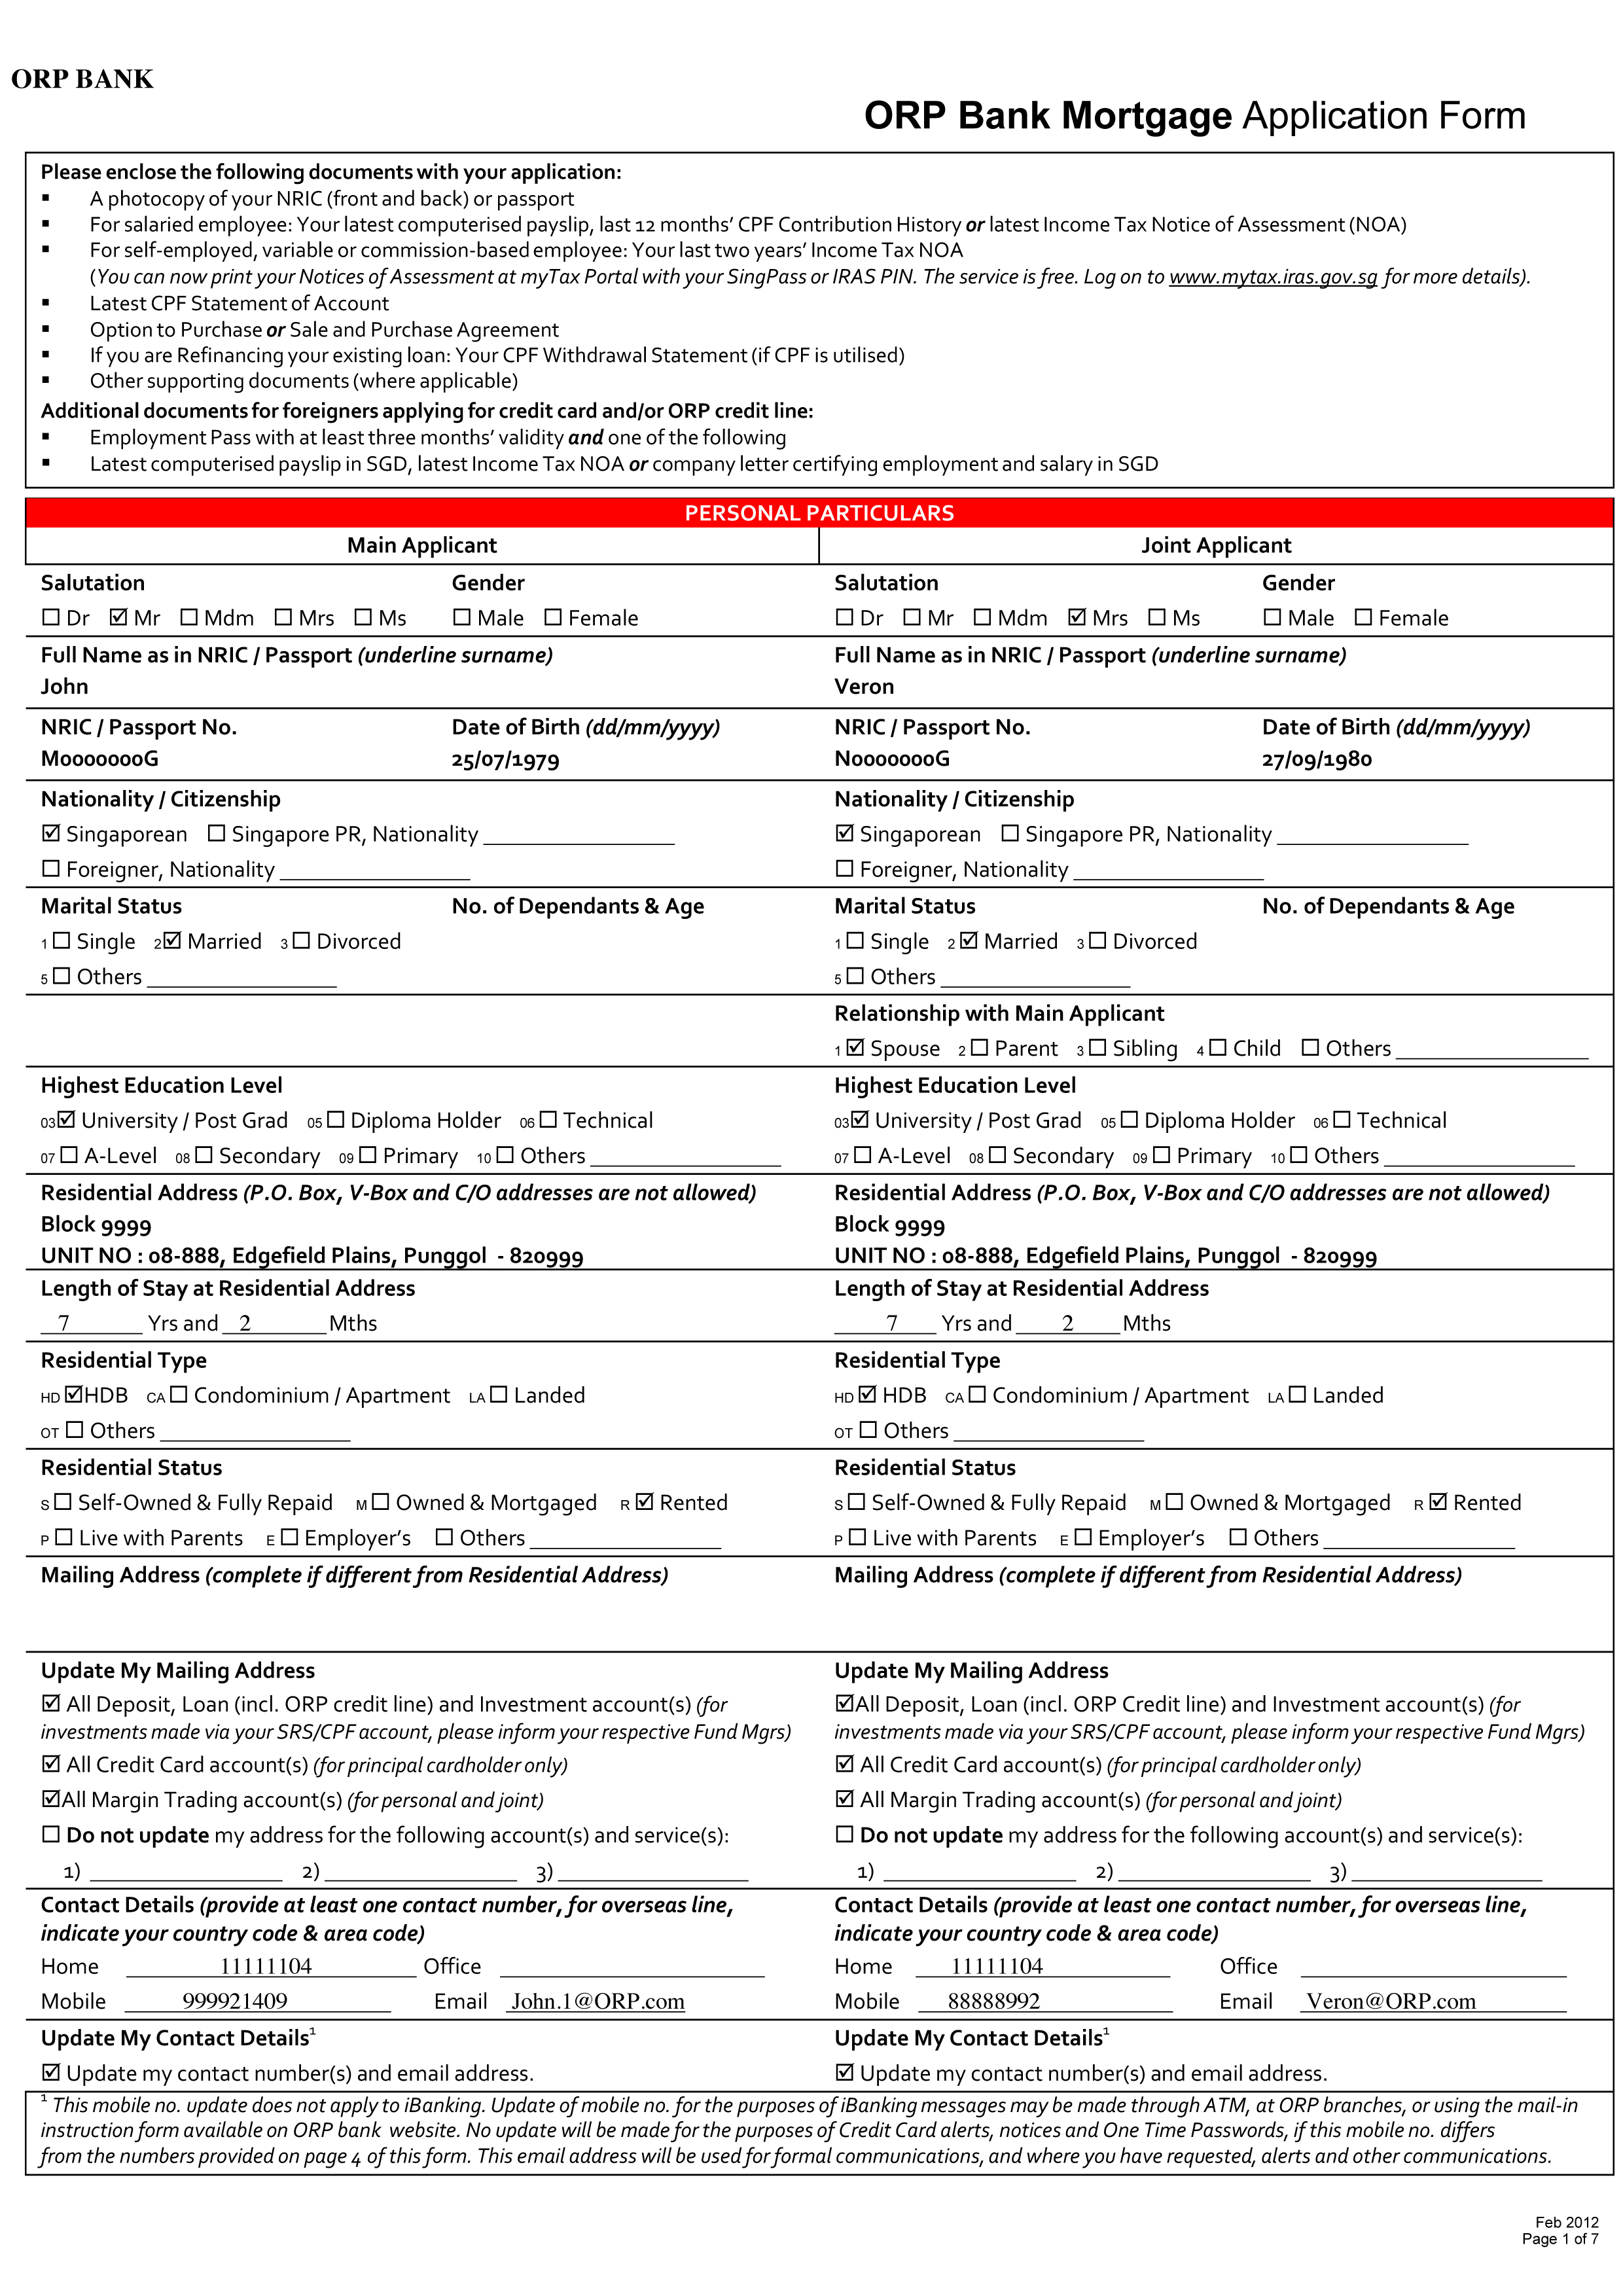 ORP BANK
ORP Bank Mortgage Application Form
Please enclose the following documents with your application:
▪ A photocopy of your NRIC (front and back) or passport
▪ For salaried employee: Your latest computerised payslip, last 12 months’ CPF Contribution History or latest Income Tax Notice of Assessment (NOA)
▪ For self-employed, variable or commission-based employee: Your last two years’ Income Tax NOA
(You can now print your Notices of Assessment at myTax Portal with your SingPass or IRAS PIN. The service is free. Log on to www.mytax.iras.gov.sg for more details).
▪ Latest CPF Statement of Account
▪ Option to Purchase or Sale and Purchase Agreement
▪ If you are Refinancing your existing loan: Your CPF Withdrawal Statement (if CPF is utilised)
▪ Other supporting documents (where applicable)
Additional documents for foreigners applying for credit card and/or ORP credit line:
▪ Employment Pass with at least three months’ validity and one of the following
▪ Latest computerised payslip in SGD, latest Income Tax NOA or company letter certifying employment and salary in SGD
PERSONAL PARTICULARS
Main Applicant Joint Applicant
Salutation Gender Salutation Gender
☐ Dr ☑ Mr ☐ Mdm ☐ Mrs ☐ Ms ☐ Male ☐ Female ☐ Dr ☐ Mr ☐ Mdm ☑ Mrs ☐ Ms ☐ Male ☐ Female
Full Name as in NRIC / Passport (underline surname) Full Name as in NRIC / Passport (underline surname)
John Veron
NRIC / Passport No. Date of Birth (dd/mm/yyyy) NRIC / Passport No. Date of Birth (dd/mm/yyyy)
M0000000G 25/07/1979 N0000000G 27/09/1980
Nationality / Citizenship Nationality / Citizenship
☑ Singaporean ☐ Singapore PR, Nationality ☑ Singaporean ☐ Singapore PR, Nationality
☐ Foreigner, Nationality ☐ Foreigner, Nationality
Marital Status No. of Dependants & Age Marital Status No. of Dependants & Age
1 ☐ Single 2 ☑ Married 3 ☐ Divorced 1 ☐ Single 2 ☑ Married 3 ☐ Divorced
5 ☐ Others 5 ☐ Others
Relationship with Main Applicant
1 ☑ Spouse 2 ☐ Parent 3 ☐ Sibling 4 ☐ Child ☐ Others
Highest Education Level Highest Education Level
03 ☑ University / Post Grad 05 ☐ Diploma Holder 06 ☐ Technical 03 ☑ University / Post Grad 05 ☐ Diploma Holder 06 ☐ Technical
07 ☐ A-Level 08 ☐ Secondary 09 ☐ Primary 10 ☐ Others 07 ☐ A-Level 08 ☐ Secondary 09 ☐ Primary 10 ☐ Others
Residential Address (P.O. Box, V-Box and C/O addresses are not allowed) Residential Address (P.O. Box, V-Box and C/O addresses are not allowed)
Block 9999 Block 9999
UNIT NO : 08-888, Edgefield Plains, Punggol - 820999 UNIT NO : 08-888, Edgefield Plains, Punggol - 820999
Length of Stay at Residential Address Length of Stay at Residential Address
7 Yrs and 2 Mths 7 Yrs and 2 Mths
Residential Type Residential Type
HD ☑ HDB CA ☐ Condominium / Apartment LA ☐ Landed HD ☑ HDB CA ☐ Condominium / Apartment LA ☐ Landed
OT ☐ Others OT ☐ Others
Residential Status Residential Status
S ☐ Self-Owned & Fully Repaid M ☐ Owned & Mortgaged R ☑ Rented S ☐ Self-Owned & Fully Repaid M ☐ Owned & Mortgaged R ☑ Rented
P ☐ Live with Parents E ☐ Employer’s ☐ Others P ☐ Live with Parents E ☐ Employer’s ☐ Others
Mailing Address (complete if different from Residential Address) Mailing Address (complete if different from Residential Address)
Update My Mailing Address Update My Mailing Address
☑ All Deposit, Loan (incl. ORP credit line) and Investment account(s) (for ☑ All Deposit, Loan (incl. ORP Credit line) and Investment account(s) (for
investments made via your SRS/CPF account, please inform your respective Fund Mgrs) investments made via your SRS/CPF account, please inform your respective Fund Mgrs)
☑ All Credit Card account(s) (for principal cardholder only) ☑ All Credit Card account(s) (for principal cardholder only)
☑ All Margin Trading account(s) (for personal and joint) ☑ All Margin Trading account(s) (for personal and joint)
☐ Do not update my address for the following account(s) and service(s): ☐ Do not update my address for the following account(s) and service(s):
1) 2) 3) 1) 2) 3)
Contact Details (provide at least one contact number, for overseas line, Contact Details (provide at least one contact number, for overseas line,
indicate your country code & area code) indicate your country code & area code)
Home 11111104 Office Home 11111104 Office
Mobile 999921409 Email John.1@ORP.com Mobile 88888992 Email Veron@ORP.com
Update My Contact Details¹ Update My Contact Details¹
☑ Update my contact number(s) and email address. ☑ Update my contact number(s) and email address.
¹ This mobile no. update does not apply to iBanking. Update of mobile no. for the purposes of iBanking messages may be made through ATM, at ORP branches, or using the mail-in
instruction form available on ORP bank website. No update will be made for the purposes of Credit Card alerts, notices and One Time Passwords, if this mobile no. differs
from the numbers provided on page 4 of this form. This email address will be used for formal communications, and where you have requested, alerts and other communications.
Feb 2012
Page 1 of 7